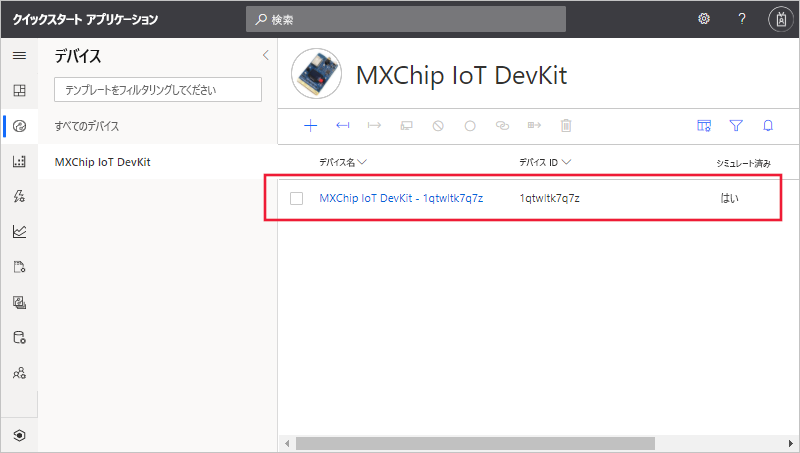 クイックスタート アプリケーション
検索
?
デバイス
テンプレートをフィルタリングしてください
すべてのデバイス
MXChip IoT DevKit
MXChip IoT DevKit
デバイス名
デバイス ID
シミュレート済み
MXChip IoT DevKit - 1qtwltk7q7z
1qtwltk7q7z
はい